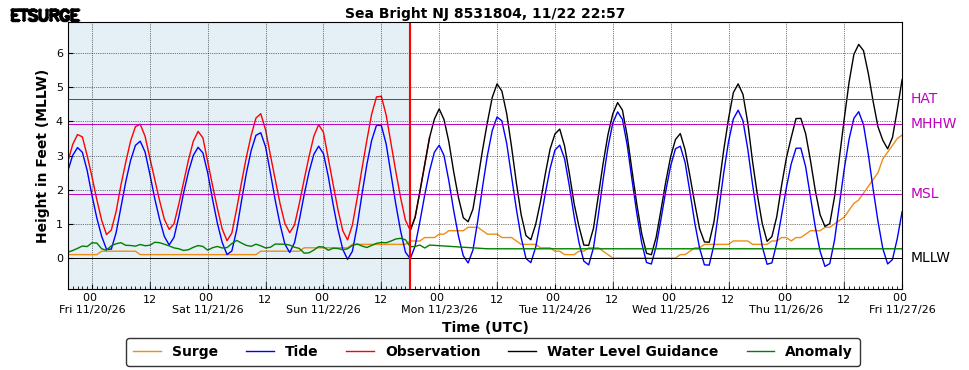 ETSURGE
Sea Bright NJ 8531804, 11/22 22:57
Height in Feet (MLLW)
6
5
4
3
2
1
0
HAT
MHHW
MSL
MLLW
00 12 00 12 00 12 00 12 00 12 00 12 00 12 00
Fri 11/20/26 Sat 11/21/26 Sun 11/22/26 Mon 11/23/26 Tue 11/24/26 Wed 11/25/26 Thu 11/26/26 Fri 11/27/26
Time (UTC)
Surge Tide Observation Water Level Guidance Anomaly